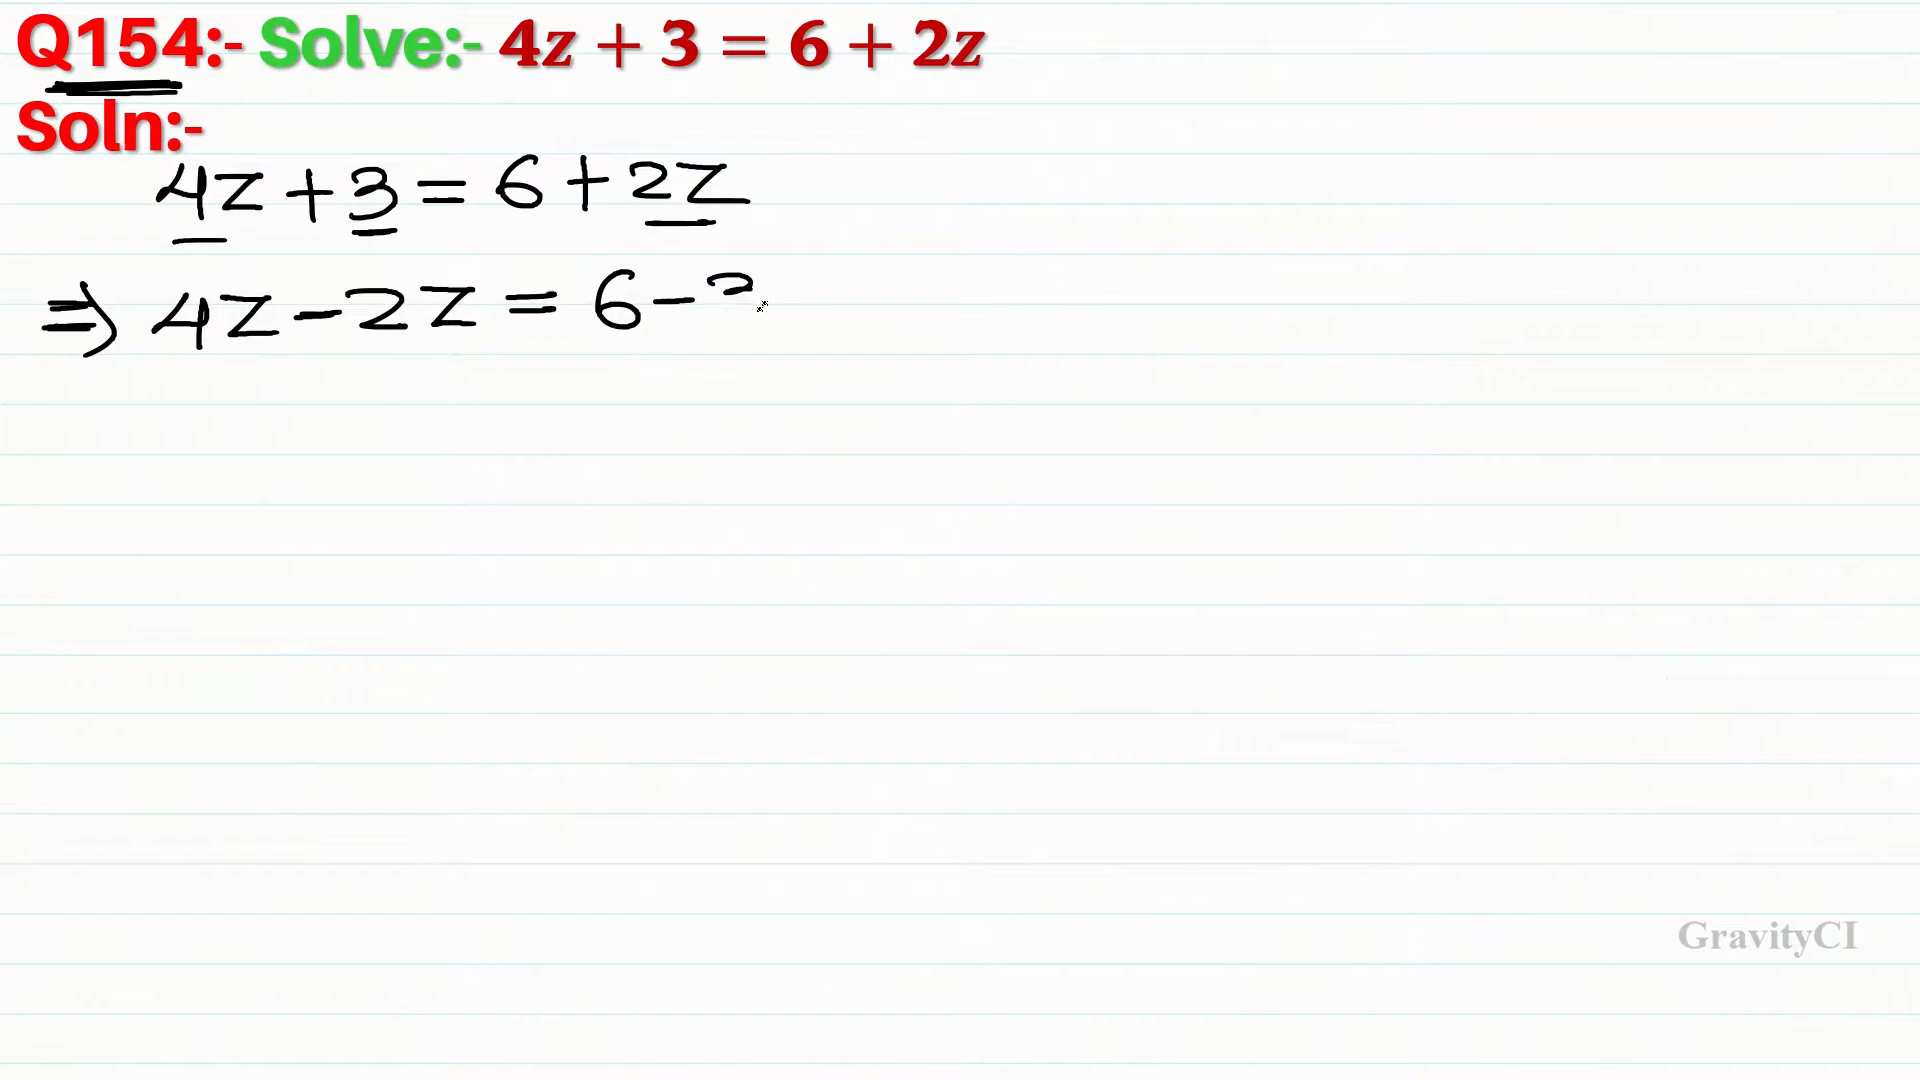 Q154:- Solve:- 4z + 3 = 6 + 2z
Soln:-
4z + 3 = 6 + 2z
⇒ 4z - 2z = 6 -
GravityCI